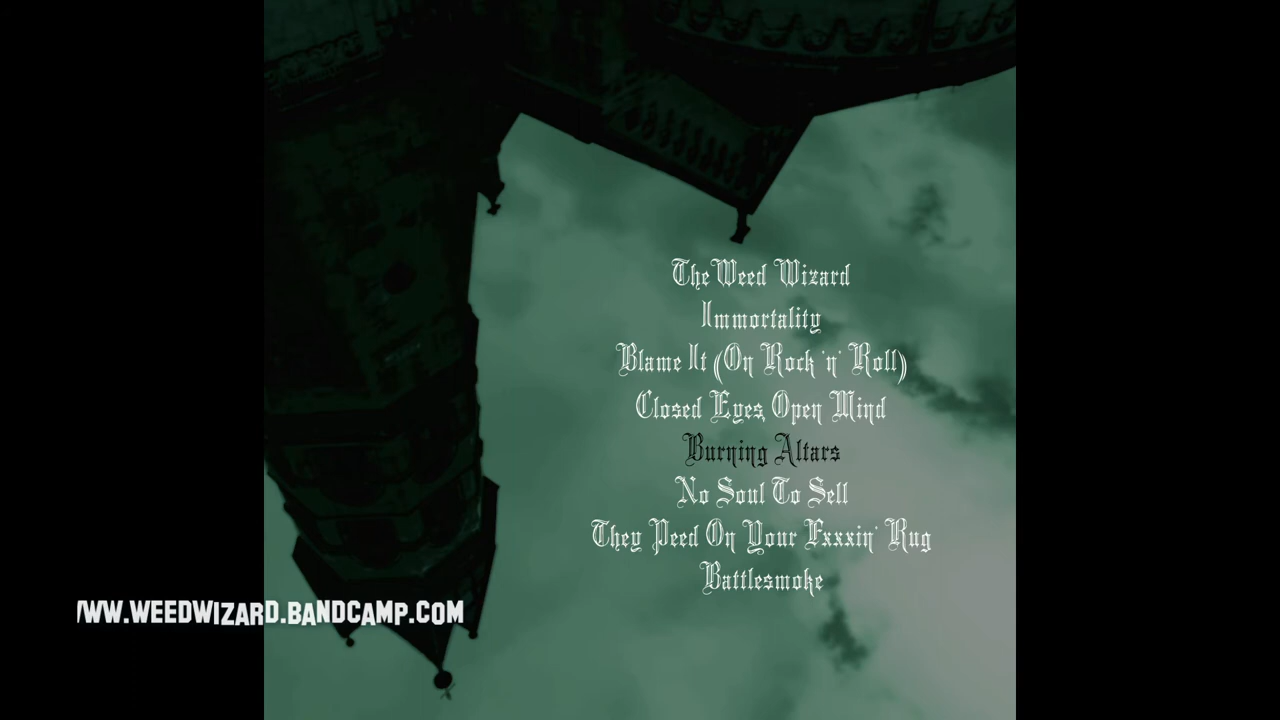 The Weed Wizard
Immortality
Blame It (On Rock 'n' Roll)
Closed Eyes, Open Mind
Burning Altars
No Soul To Sell
They Peed On Your Fxxxin' Rug
Battlesmoke
WW.WEEDWIZARD.BANDCAMP.COM